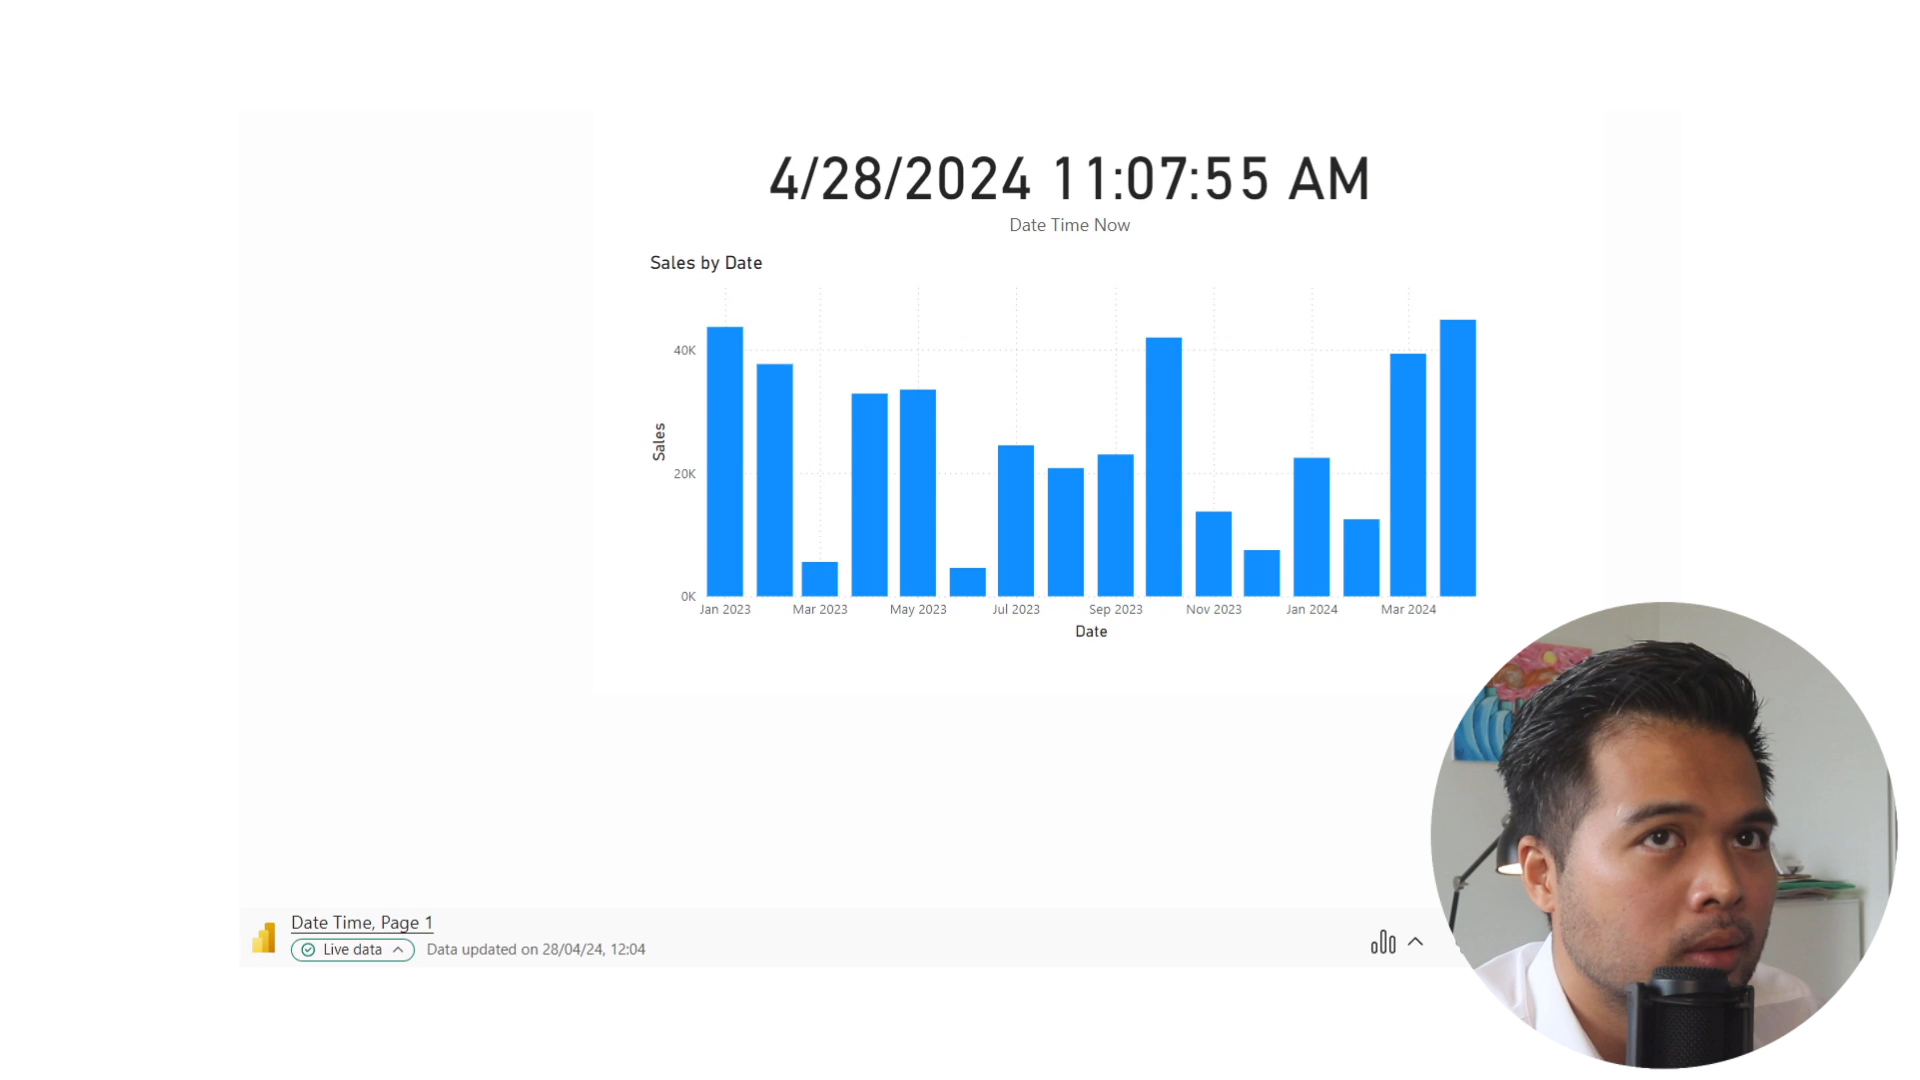 4/28/2024 11:07:55 AM
Date Time Now
Sales by Date
40K
20K
0K
Sales
Jan 2023 Mar 2023 May 2023 Jul 2023 Sep 2023 Nov 2023 Jan 2024 Mar 2024
Date
Date Time, Page 1
Live data Data updated on 28/04/24, 12:04